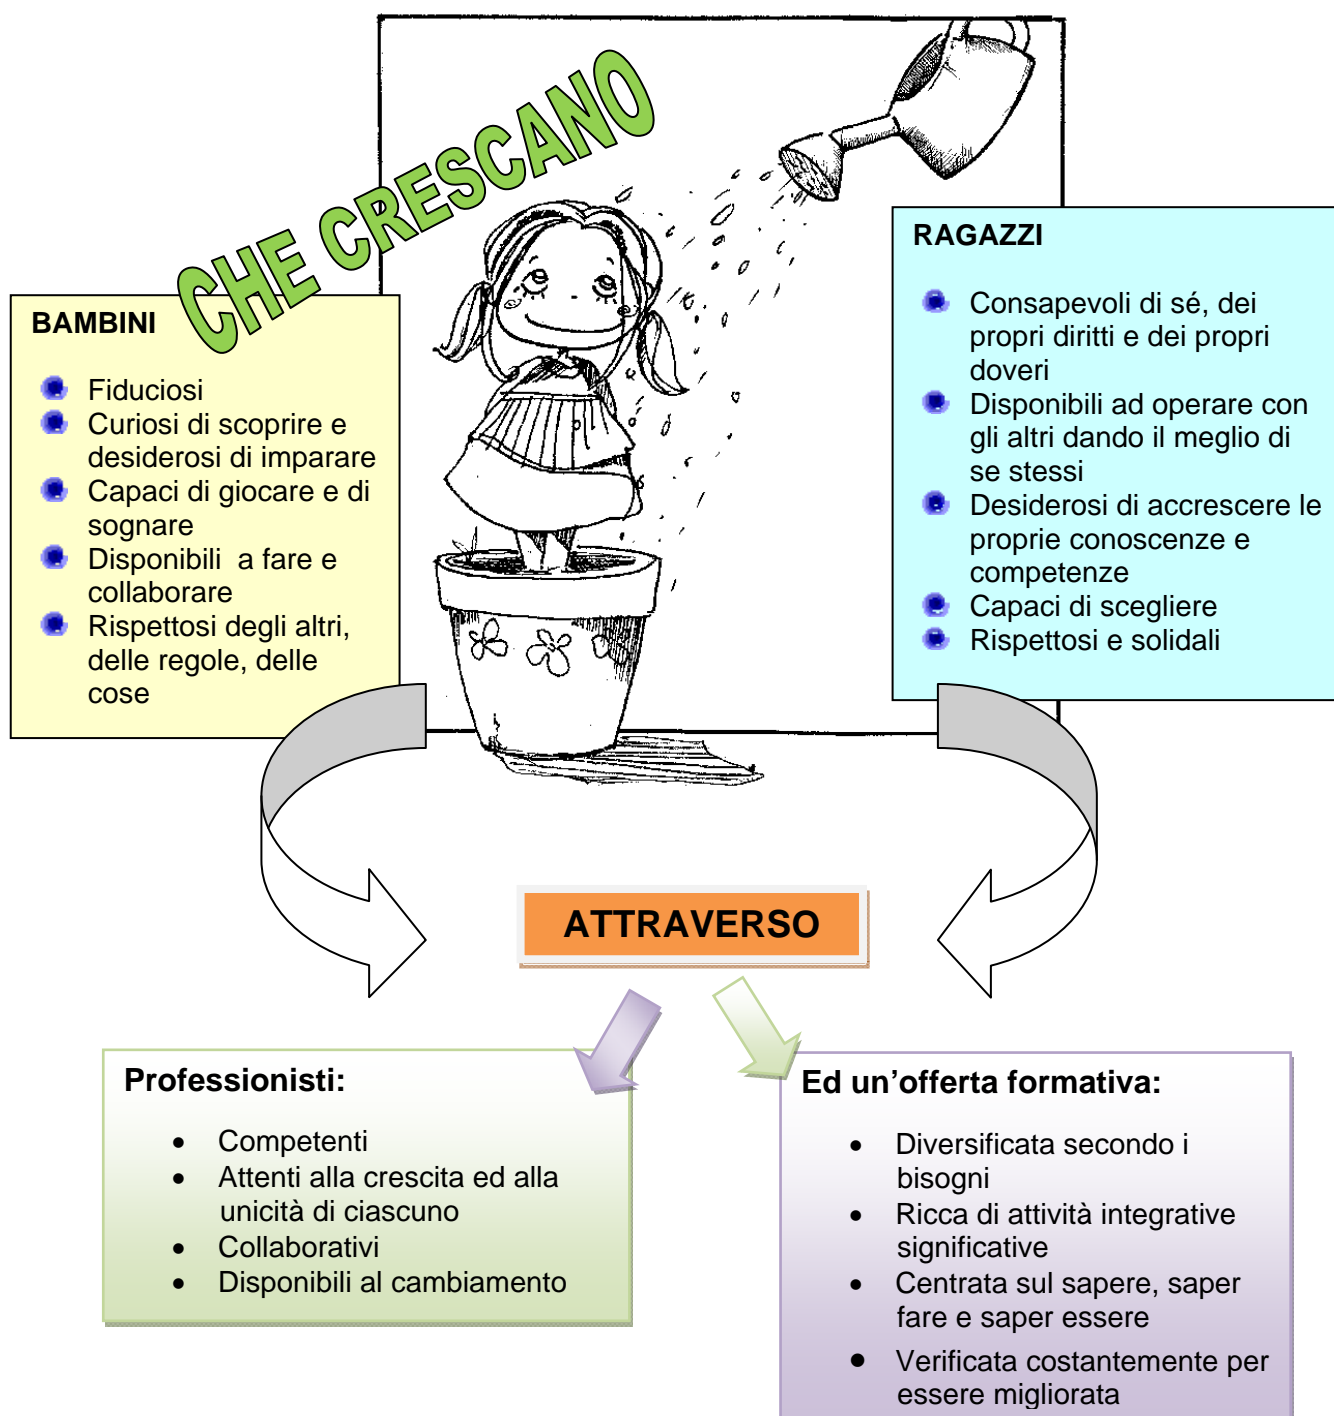 CHE CRESCANO
BAMBINI
Fiduciosi
Curiosi di scoprire e
desiderosi di imparare
Capaci di giocare e di
sognare
Disponibili  a fare e
collaborare
Rispettosi degli altri,
delle regole, delle
cose
RAGAZZI
Consapevoli di sé, dei
propri diritti e dei propri
doveri
Disponibili ad operare con
gli altri dando il meglio di
se stessi
Desiderosi di accrescere le
proprie conoscenze e
competenze
Capaci di scegliere
Rispettosi e solidali
ATTRAVERSO
Professionisti:
• Competenti
• Attenti alla crescita ed alla
unicità di ciascuno
• Collaborativi
• Disponibili al cambiamento
Ed un’offerta formativa:
• Diversificata secondo i
bisogni
• Ricca di attività integrative
significative
• Centrata sul sapere, saper
fare e saper essere
• Verificata costantemente per
essere migliorata